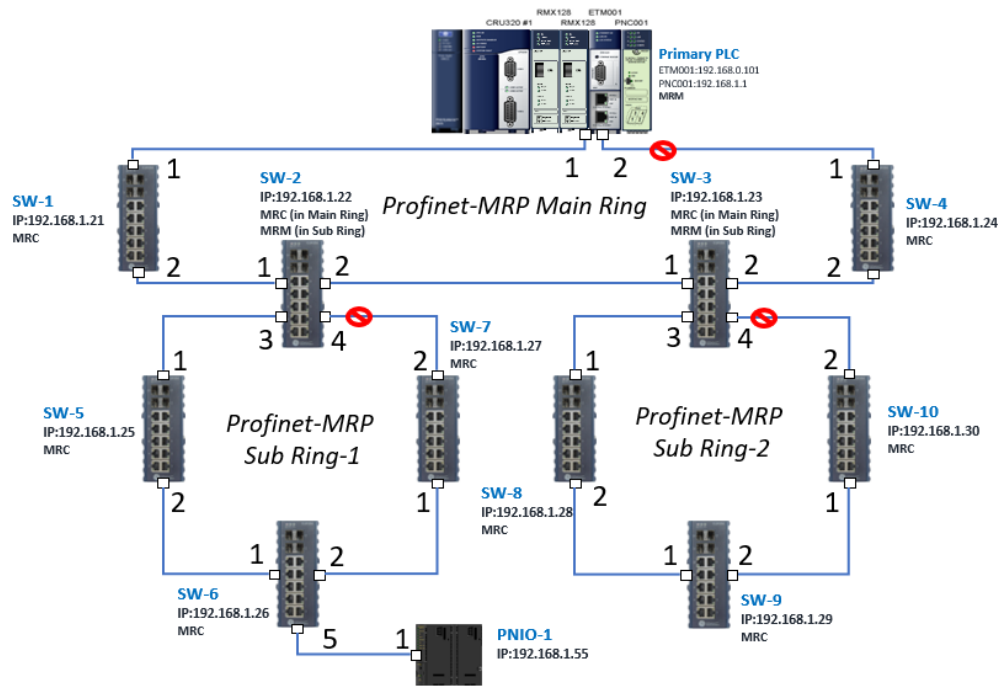 RMX128 ETM001
CRU320 #1 RMX128 PNC001
Primary PLC
ETM001:192.168.0.101
PNC001:192.168.1.1
MRM
1 2
1
1
SW-1
IP:192.168.1.21
MRC
2
SW-2
IP:192.168.1.22
MRC (in Main Ring)
MRM (in Sub Ring)
Profinet-MRP Main Ring
SW-3
IP:192.168.1.23
MRC (in Main Ring)
MRM (in Sub Ring)
SW-4
IP:192.168.1.24
MRC
2
1 2
3 4
1 2
3 4
SW-7
IP:192.168.1.27
MRC
1
2
1
2
SW-5
IP:192.168.1.25
MRC
2
Profinet-MRP
Sub Ring-1
1
Profinet-MRP
Sub Ring-2
SW-10
IP:192.168.1.30
MRC
1
SW-8
IP:192.168.1.28
MRC
2
1 2
SW-6
IP:192.168.1.26
MRC
5
1 2
SW-9
IP:192.168.1.29
MRC
1
PNIO-1
IP:192.168.1.55